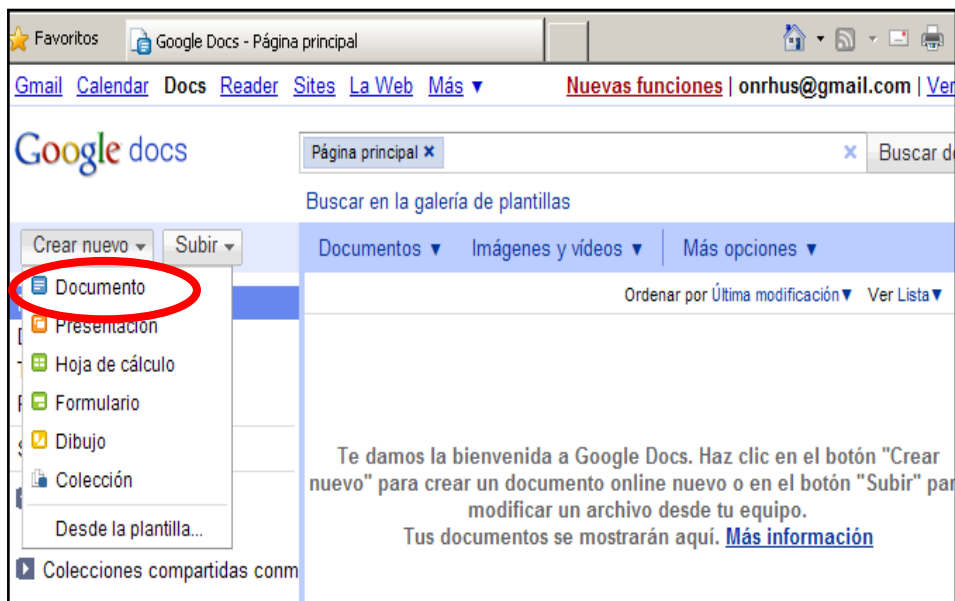 Favoritos
Google Docs - Página principal
Gmail Calendar Docs Reader Sites La Web Más ▼ Nuevas funciones | onrhus@gmail.com | Ver
Google docs
Página principal × × Buscar
Buscar en la galería de plantillas
Crear nuevo Subir
Documentos ▼ Imágenes y vídeos ▼ Más opciones ▼
Ordenar por Última modificación ▼ Ver Lista ▼
Documento
Presentación
Hoja de cálculo
Formulario
Dibujo
Colección
Desde la plantilla...
Colecciones compartidas conm
Te damos la bienvenida a Google Docs. Haz clic en el botón "Crear
nuevo" para crear un documento online nuevo o en el botón "Subir" par
modificar un archivo desde tu equipo.
Tus documentos se mostrarán aquí. Más información